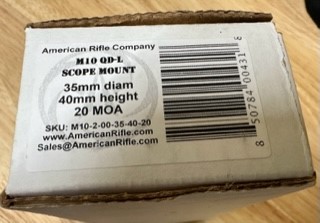 American Rifle Company
M10 QD-L
SCOPE MOUNT
35mm diam
40mm height
20 MOA
SKU: M10-2-00-35-40-20
www.AmericanRifle.com
Sales@AmericanRifle.com
8 50784 00431 8